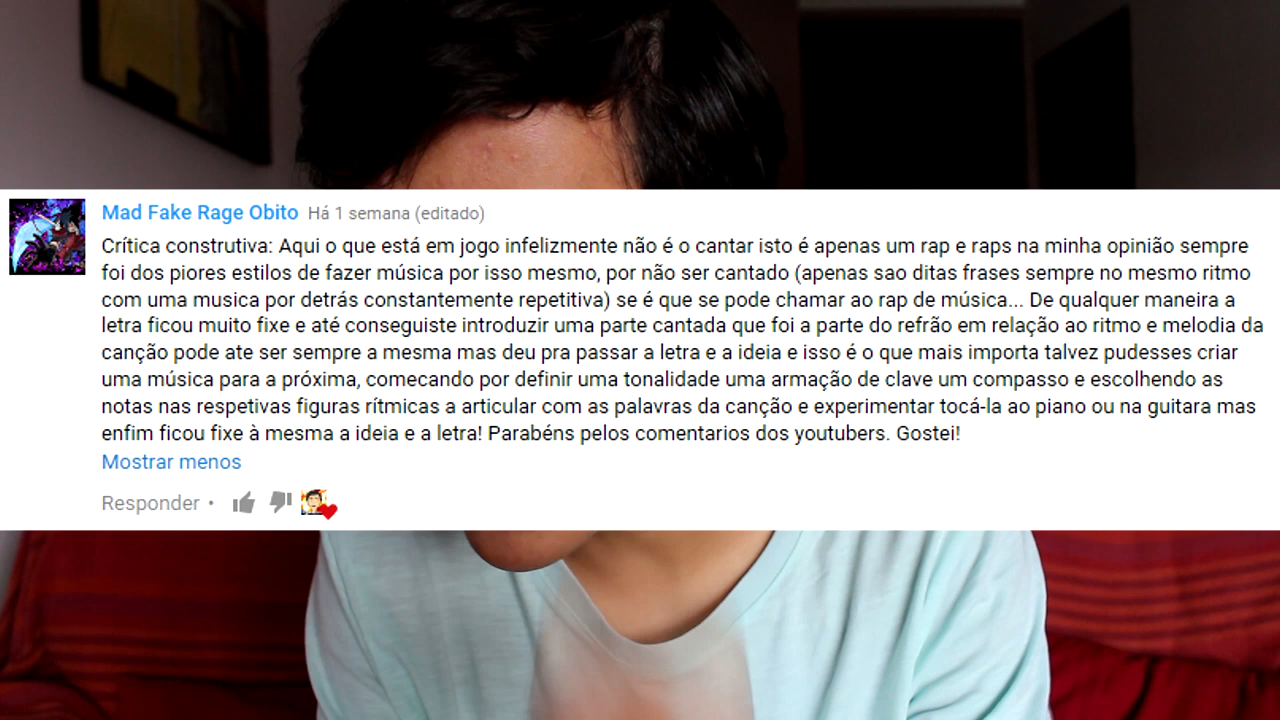 Mad Fake Rage Obito Há 1 semana (editado)
Crítica construtiva: Aqui o que está em jogo infelizmente não é o cantar isto é apenas um rap e raps na minha opinião sempre
foi dos piores estilos de fazer música por isso mesmo, por não ser cantado (apenas sao ditas frases sempre no mesmo ritmo
com uma musica por detrás constantemente repetitiva) se é que se pode chamar ao rap de música... De qualquer maneira a
letra ficou muito fixe e até conseguiste introduzir uma parte cantada que foi a parte do refrão em relação ao ritmo e melodia da
canção pode ate ser sempre a mesma mas deu pra passar a letra e a ideia e isso é o que mais importa talvez pudesses criar
uma música para a próxima, comecando por definir uma tonalidade uma armação de clave um compasso e escolhendo as
notas nas respetivas figuras rítmicas a articular com as palavras da canção e experimentar tocá-la ao piano ou na guitara mas
enfim ficou fixe à mesma a ideia e a letra! Parabéns pelos comentarios dos youtubers. Gostei!
Mostrar menos
Responder •